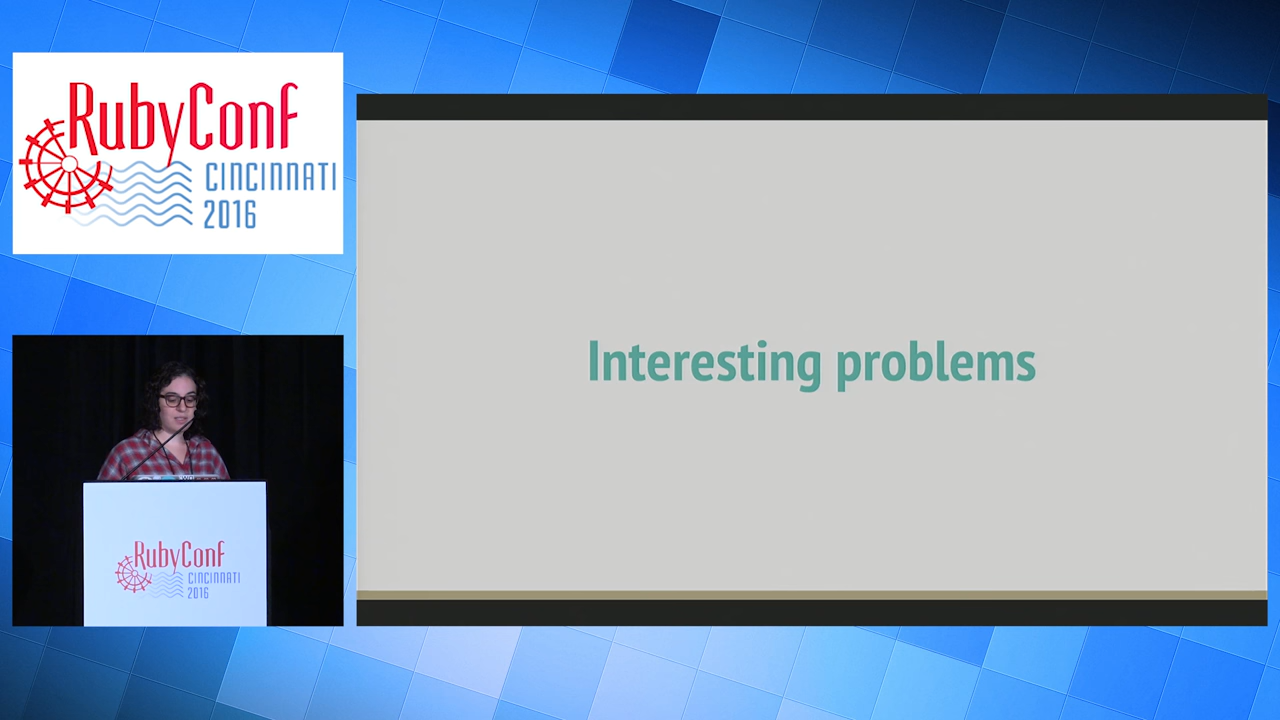 RubyConf
CINCINNATI
2016
Interesting problems
RubyConf
CINCINNATI
2016